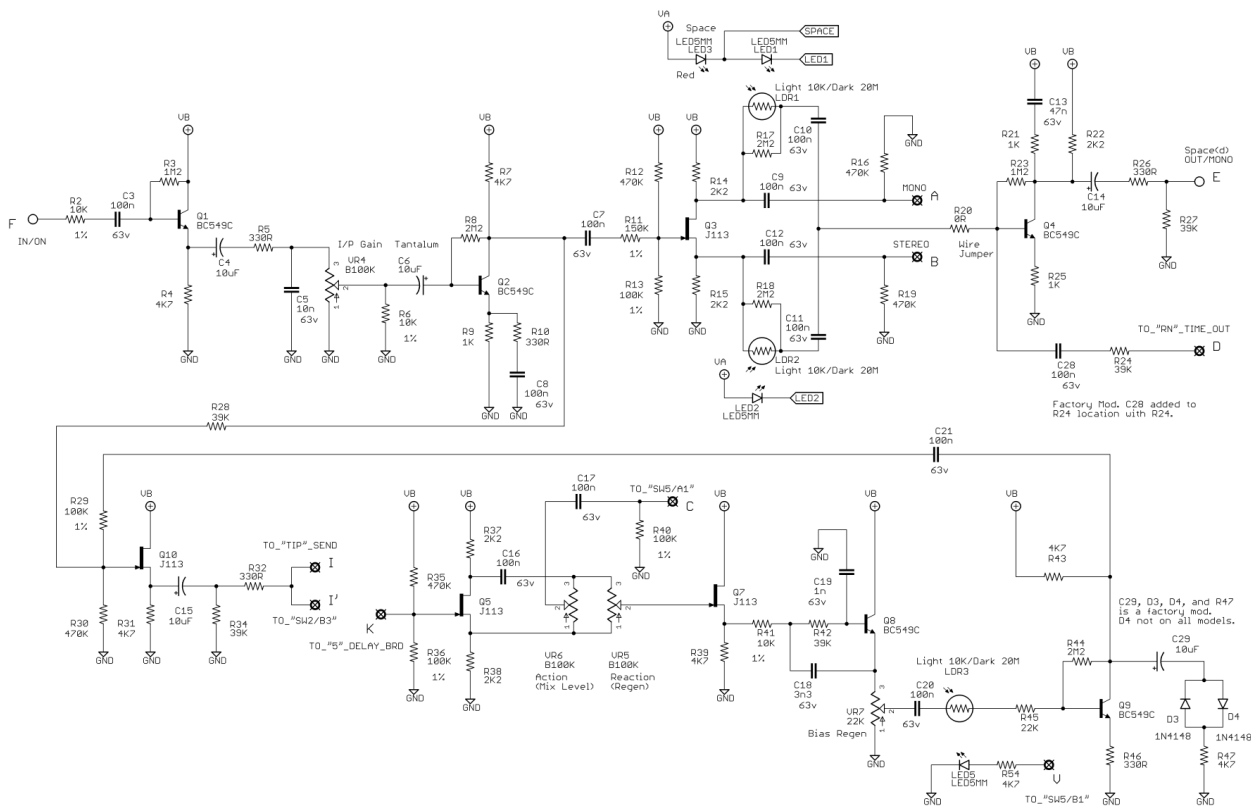 VA
Space
LED5MM
LED3
Red
LED5MM
LED1
SPACE
LED1
VB
VB
Light 10K/Dark 20M
LDR1
C13
47n
63v
R21
1K
R22
2K2
VB
R3
1M2
F
IN/ON
R2
10K
1%
C3
100n
63v
Q1
BC549C
R4
4K7
GND
C4
10uF
R5
330R
C5
10n
63v
GND
I/P Gain
VR4
B100K
3
2
1
GND
Tantalum
C6
10uF
R6
10K
1%
GND
VB
R7
4K7
R8
2M2
Q2
BC549C
R9
1K
GND
R10
330R
C8
100n
63v
GND
C7
100n
63v
R11
150K
1%
VB
R12
470K
R13
100K
1%
GND
VB
R14
2K2
Q3
J113
R15
2K2
GND
R17
2M2
C10
100n
63v
C9
100n
63v
C12
100n
63v
R18
2M2
C11
100n
63v
LDR2
Light 10K/Dark 20M
VA
LED2
LED5MM
LED2
GND
R16
470K
MONO
A
STEREO
B
R19
470K
GND
R20
0R
Wire
Jumper
R23
1M2
Q4
BC549C
R25
1K
GND
C14
10uF
R26
330R
Space(d)
OUT/MONO
E
R27
39K
GND
TO_"RN"_TIME_OUT
D
C28
100n
63v
R24
39K
Factory Mod. C28 added to
R24 location with R24.
R28
39K
C21
100n
63v
R29
100K
1%
R30
470K
GND
VB
Q10
J113
R31
4K7
GND
C15
10uF
R34
39K
GND
R32
330R
TO_"TIP"_SEND
I
I'
TO_"SW2/B3"
K
TO_"5"_DELAY_BRD
VB
R35
470K
R36
100K
1%
GND
VB
R37
2K2
Q5
J113
R38
2K2
GND
C16
100n
63v
C17
100n
63v
TO_"SW5/A1"
C
R40
100K
1%
GND
3
2
1
VR6
B100K
Action
(Mix Level)
3
2
1
VR5
B100K
Reaction
(Regen)
VB
Q7
J113
R39
4K7
GND
R41
10K
1%
R42
39K
C18
3n3
63v
GND
C19
1n
63v
VB
Q8
BC549C
3
2
1
VR7
22K
Bias Regen
GND
C20
100n
63v
Light 10K/Dark 20M
LDR3
R45
22K
VB
4K7
R43
R44
2M2
Q9
BC549C
R46
330R
GND
C29, D3, D4, and R47
is a factory mod.
D4 not on all models.
C29
10uF
D3
1N4148
D4
1N4148
R47
4K7
GND
GND
LED5
LED5MM
R54
4K7
V
TO_"SW5/B1"